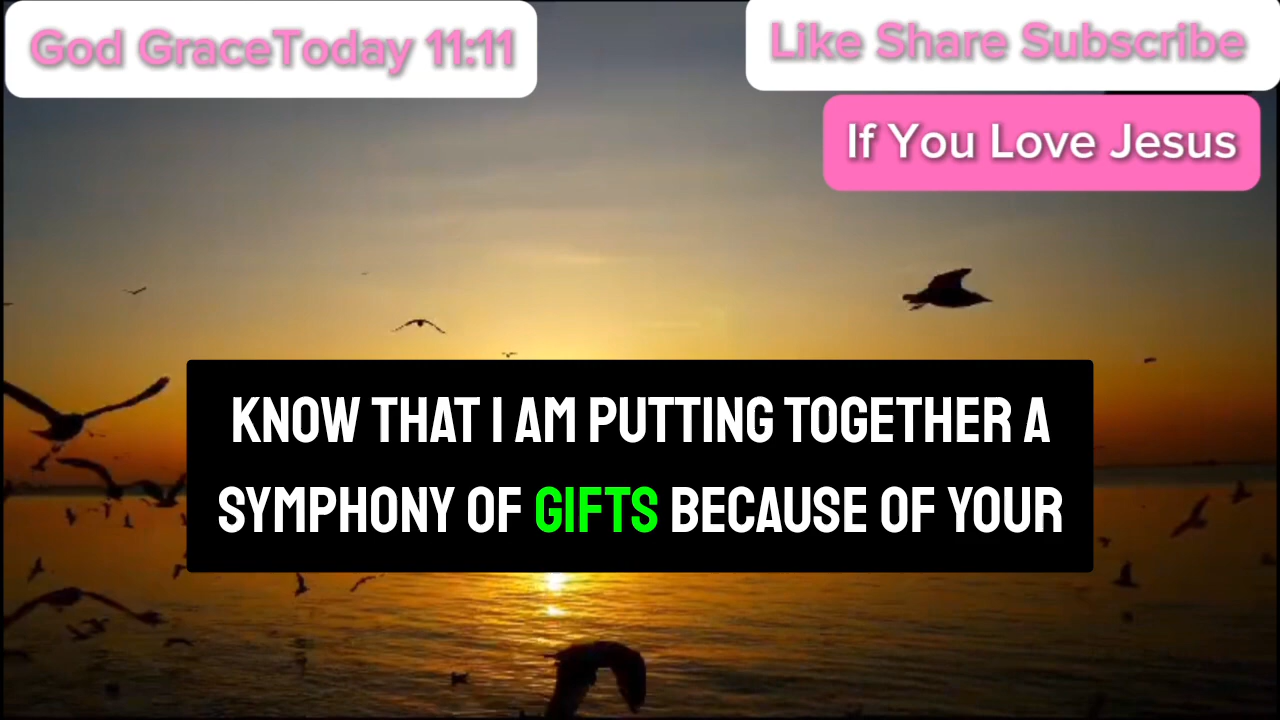 God GraceToday 11:11
Like Share Subscribe
If You Love Jesus
KNOW THAT I AM PUTTING TOGETHER A
SYMPHONY OF GIFTS BECAUSE OF YOUR